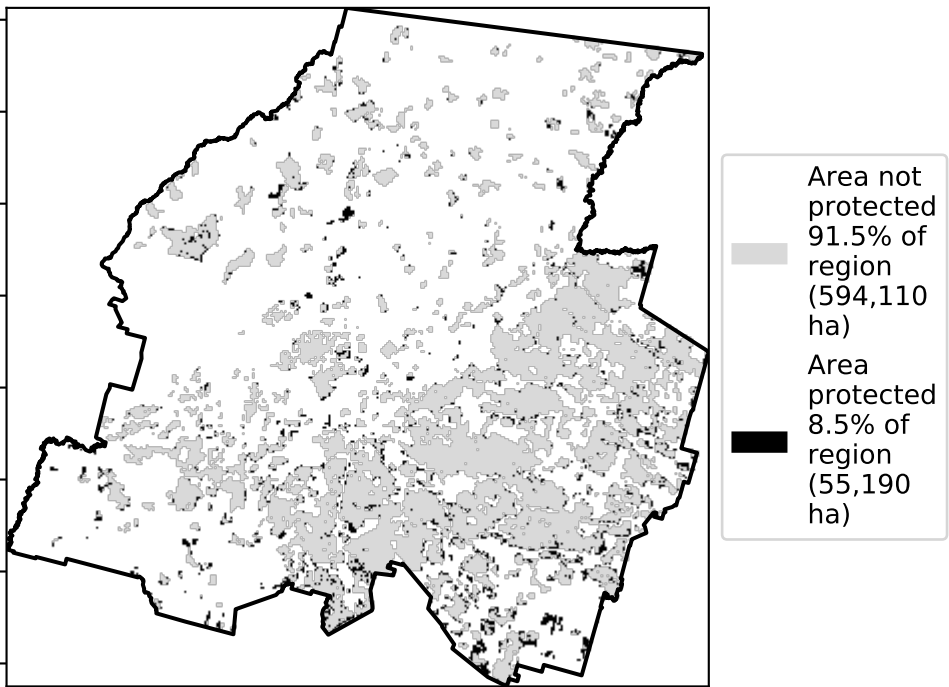 Area not
protected
91.5% of
region
(594,110
ha)
Area
protected
8.5% of
region
(55,190
ha)